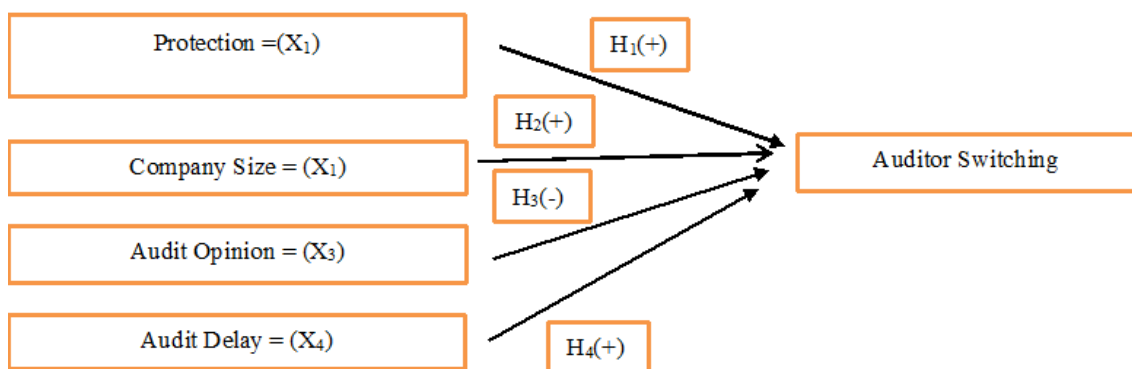 Protection =(X₁)
H₁(+)
H₂(+)
Company Size = (X₁)
Auditor Switching
H₃(-)
Audit Opinion = (X₃)
Audit Delay = (X₄)
H₄(+)